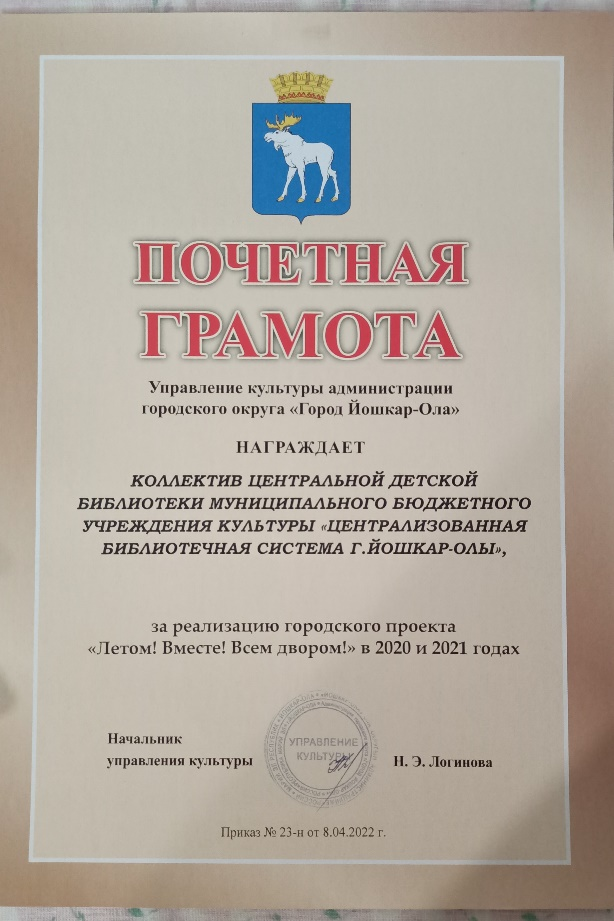 ПОЧЕТНАЯ
ГРАМОТА
Управление культуры администрации
городского округа «Город Йошкар-Ола»
НАГРАЖДАЕТ
КОЛЛЕКТИВ ЦЕНТРАЛЬНОЙ ДЕТСКОЙ
БИБЛИОТЕКИ МУНИЦИПАЛЬНОГО БЮДЖЕТНОГО
УЧРЕЖДЕНИЯ КУЛЬТУРЫ «ЦЕНТРАЛИЗОВАННАЯ
БИБЛИОТЕЧНАЯ СИСТЕМА Г.ЙОШКАР-ОЛЫ»,
за реализацию городского проекта
«Летом! Вместе! Всем двором!» в 2020 и 2021 годах
Начальник
управления культуры
УПРАВЛЕНИЕ
КУЛЬТУРЫ
Н. Э. Логинова
Приказ № 23-н от 8.04.2022 г.